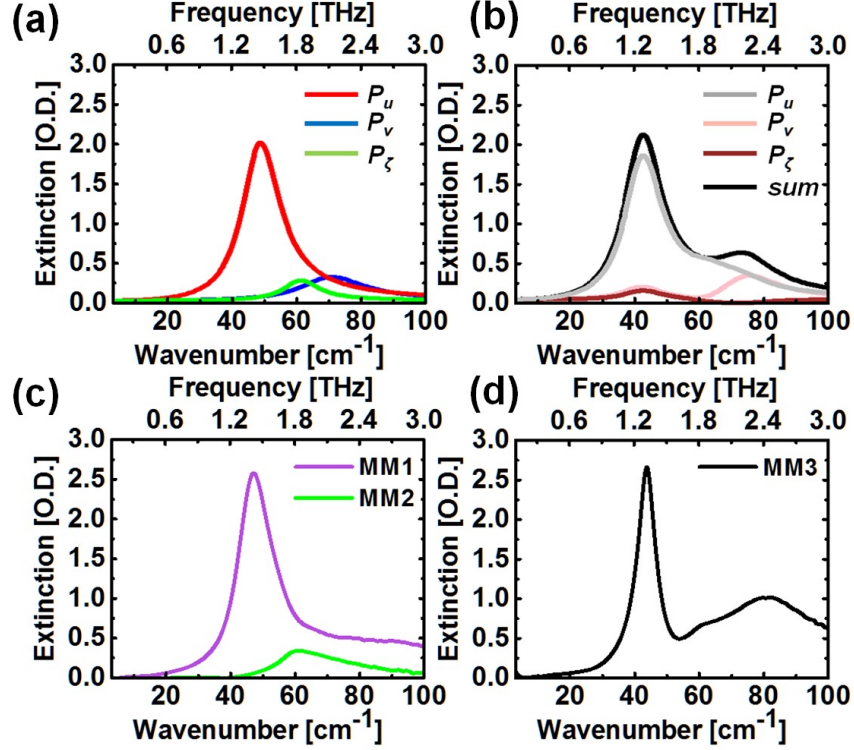 (a)
Frequency [THz]
0.6 1.2 1.8 2.4 3.0
3.0
2.5
2.0
1.5
1.0
0.5
0.0
Extinction [O.D.]
Pu
Pv
Pζ
20 40 60 80 100
Wavenumber [cm-1]
(b)
Frequency [THz]
0.6 1.2 1.8 2.4 3.0
3.0
2.5
2.0
1.5
1.0
0.5
0.0
Extinction [O.D.]
Pu
Pv
Pζ
sum
20 40 60 80 100
Wavenumber [cm-1]
(c)
Frequency [THz]
0.6 1.2 1.8 2.4 3.0
3.0
2.5
2.0
1.5
1.0
0.5
0.0
Extinction [O.D.]
MM1
MM2
20 40 60 80 100
Wavenumber [cm-1]
(d)
Frequency [THz]
0.6 1.2 1.8 2.4 3.0
3.0
2.5
2.0
1.5
1.0
0.5
0.0
Extinction [O.D.]
MM3
20 40 60 80 100
Wavenumber [cm-1]